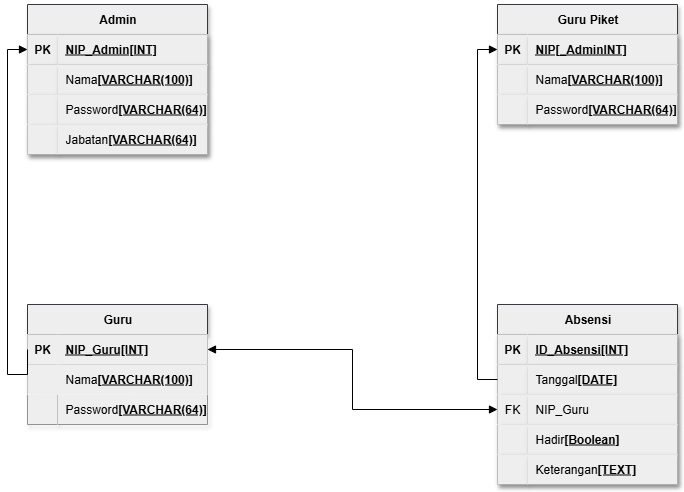 Admin
PK NIP_Admin[INT]
Nama[VARCHAR(100)]
Password[VARCHAR(64)]
Jabatan[VARCHAR(64)]
Guru Piket
PK NIP[_AdminINT]
Nama[VARCHAR(100)]
Password[VARCHAR(64)]
Guru
PK NIP_Guru[INT]
Nama[VARCHAR(100)]
Password[VARCHAR(64)]
Absensi
PK ID_Absensi[INT]
Tanggal[DATE]
FK NIP_Guru
Hadir[Boolean]
Keterangan[TEXT]